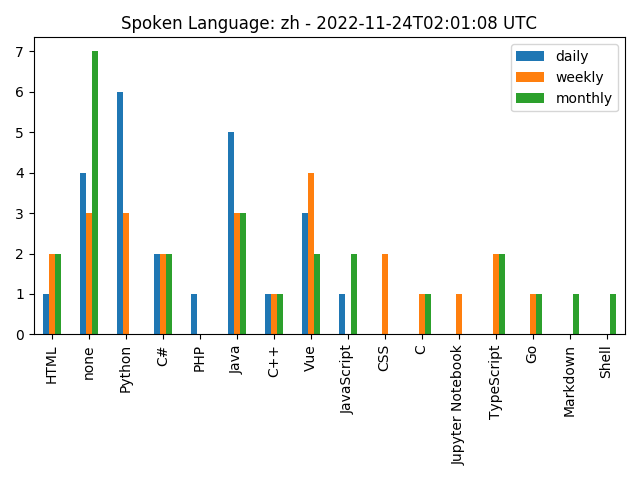 Spoken Language: zh - 2022-11-24T02:01:08 UTC
daily
weekly
monthly
7
6
5
4
3
2
1
0
HTML
none
Python
C#
PHP
Java
C++
Vue
JavaScript
CSS
C
Jupyter Notebook
TypeScript
Go
Markdown
Shell